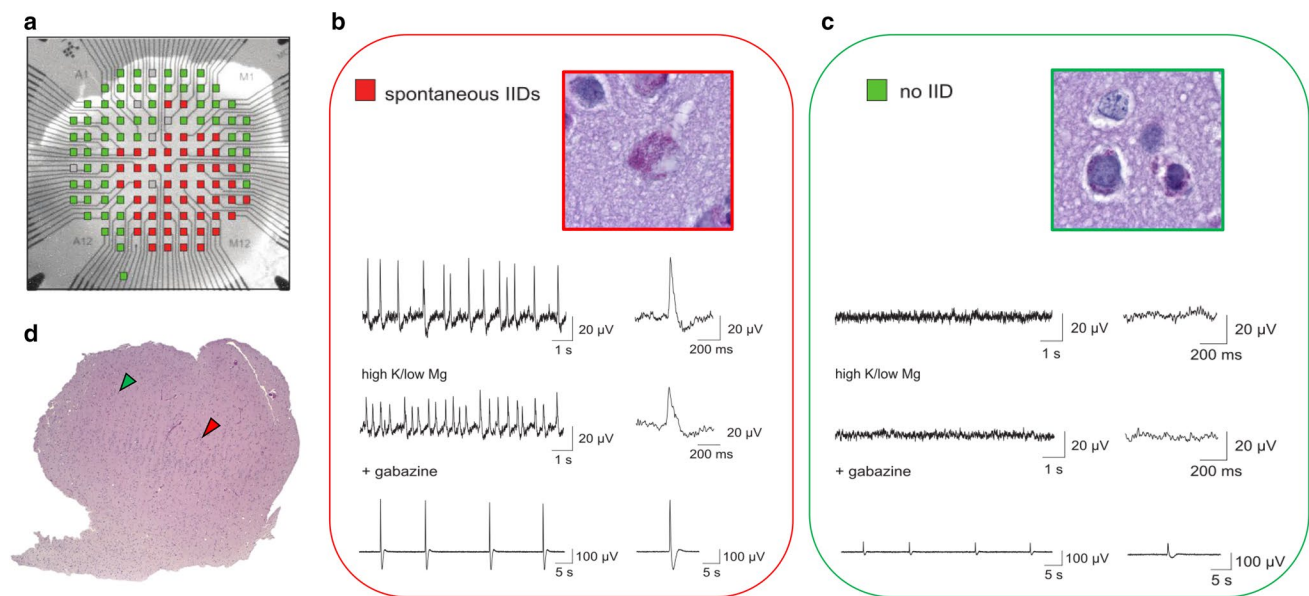 a
A1
M1
A12
M12
b
spontaneous IIDs
20 µV
1 s
20 µV
200 ms
high K/low Mg
20 µV
1 s
20 µV
200 ms
+ gabazine
100 µV
5 s
100 µV
5 s
c
no IID
20 µV
1 s
20 µV
200 ms
high K/low Mg
20 µV
1 s
20 µV
200 ms
+ gabazine
100 µV
5 s
100 µV
5 s
d